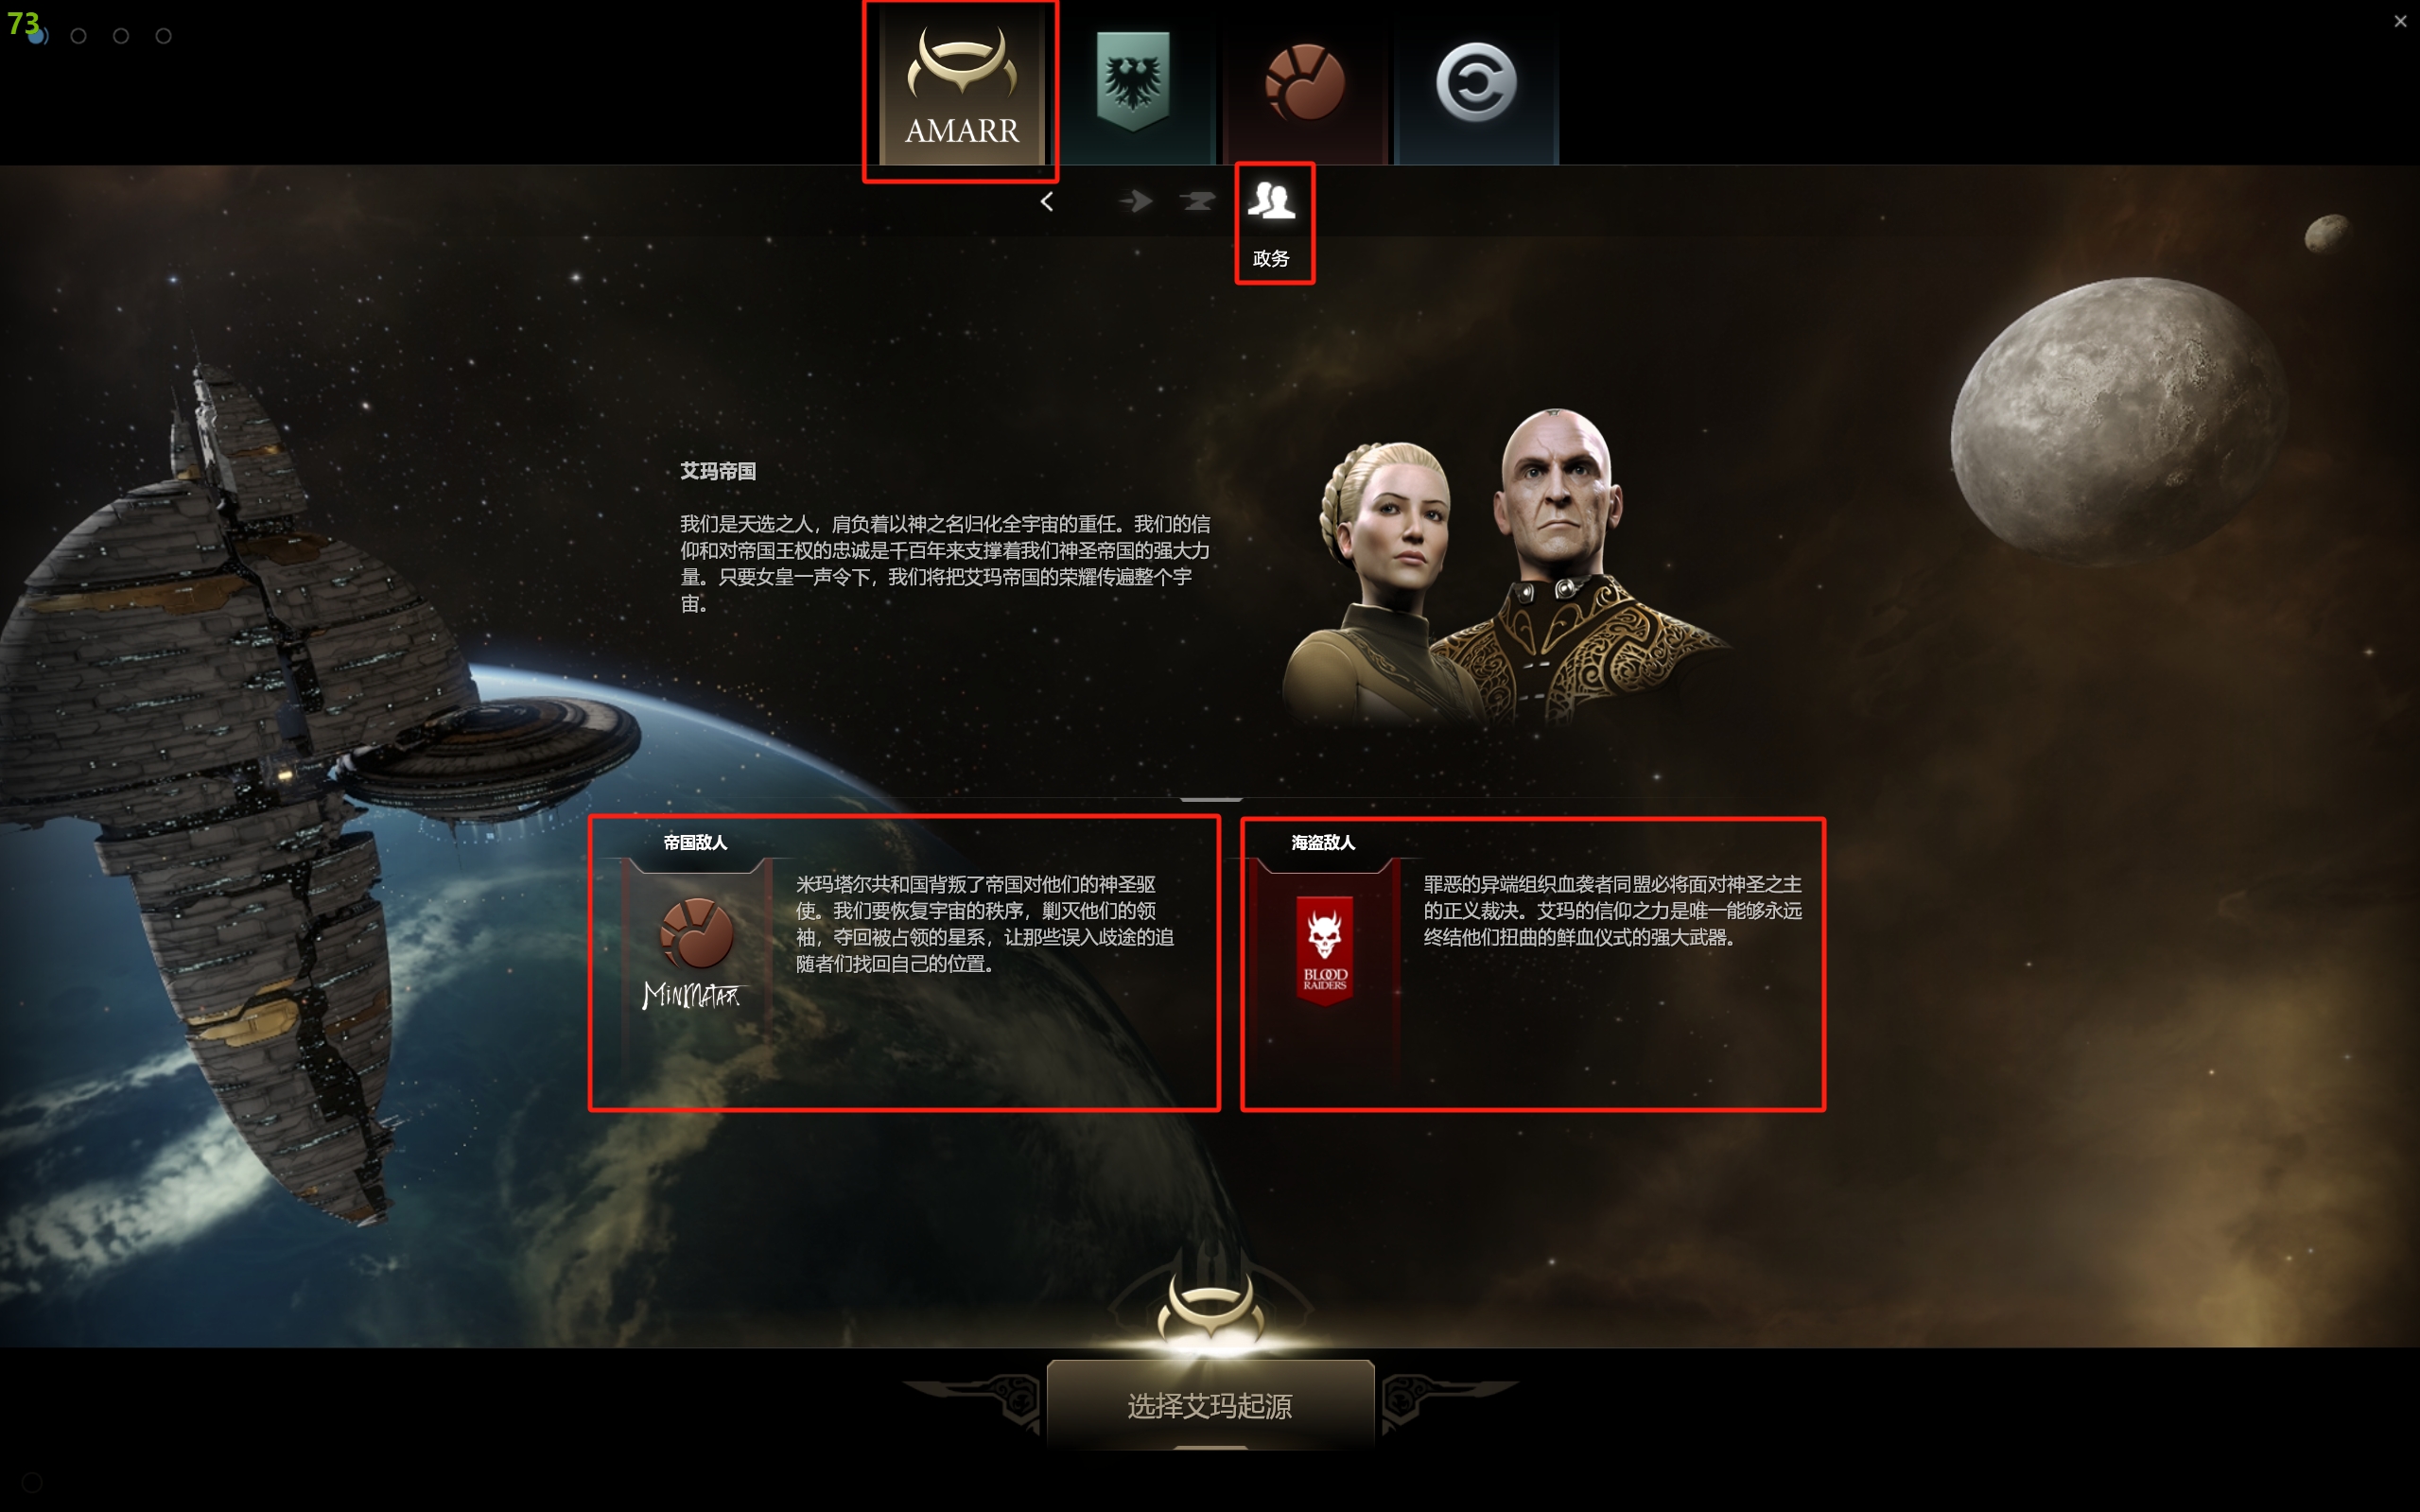 73
AMARR
政务
艾玛帝国
我们是天选之人，肩负着以神之名归化全宇宙的重任。我们的信
仰和对帝国王权的忠诚是千百年来支撑着我们神圣帝国的强大力
量。只要女皇一声令下，我们将把艾玛帝国的荣耀传遍整个宇
宙。
帝国敌人
米玛塔尔共和国背叛了帝国对他们的神圣驱
使。我们要恢复宇宙的秩序，剿灭他们的领
袖，夺回被占领的星系，让那些误入歧途的追
随者们找回自己的位置。
MINMATAR
海盗敌人
罪恶的异端组织血袭者同盟必将面对神圣之主
的正义裁决。艾玛的信仰之力是唯一能够永远
终结他们扭曲的鲜血仪式的强大武器。
BLOOD
RAIDERS
选择艾玛起源